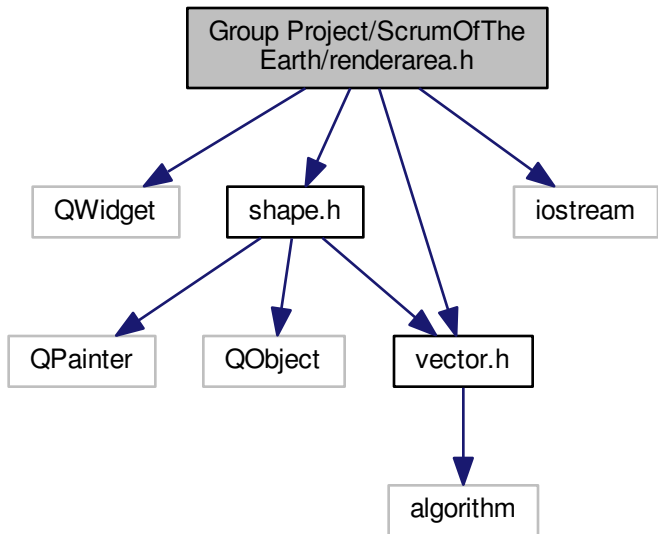 Group Project/ScrumOfThe
Earth/renderarea.h
QWidget
shape.h
iostream
QPainter
QObject
vector.h
algorithm